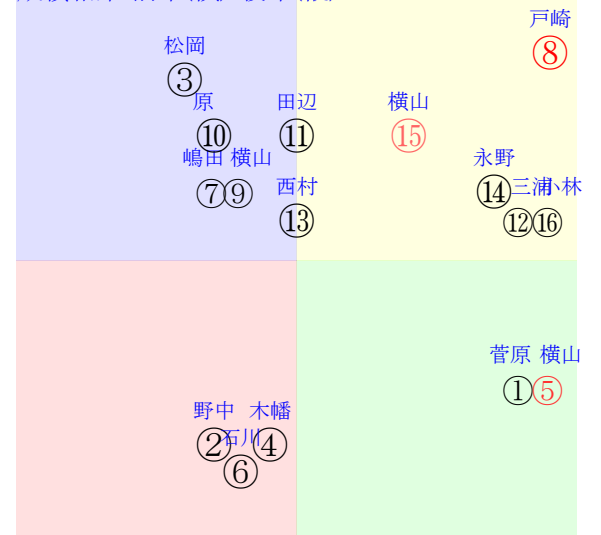 戸崎
⑧
松岡
③
原 田辺 横山
⑩ ⑪ ⑮
嶋田 横山 永野
⑦⑨ 西村 ⑭ 三浦 小林
⑬ ⑫⑯
菅原 横山
①⑤
野中 木幡
②石川④
⑥